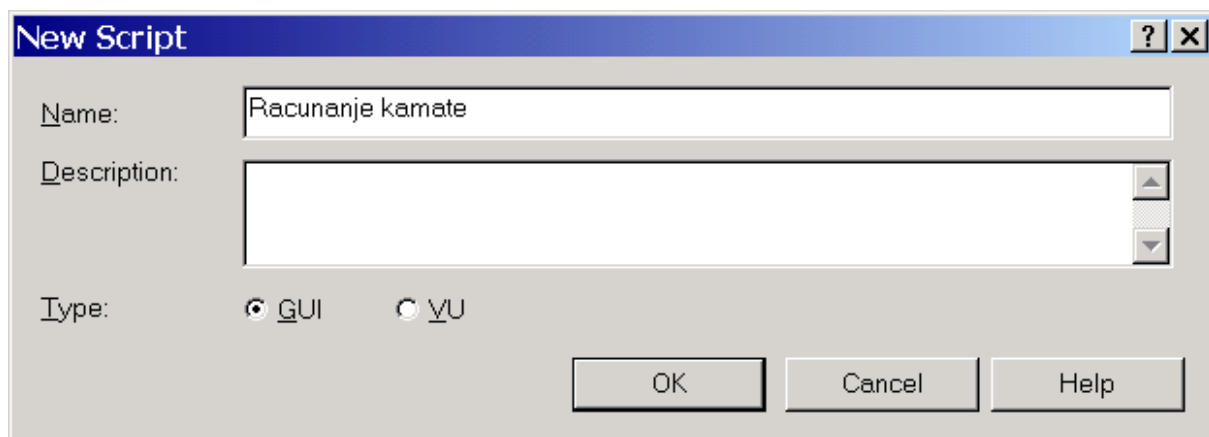 New Script
Name: Racunanje kamate
Description:
Type: GUI VU
OK Cancel Help